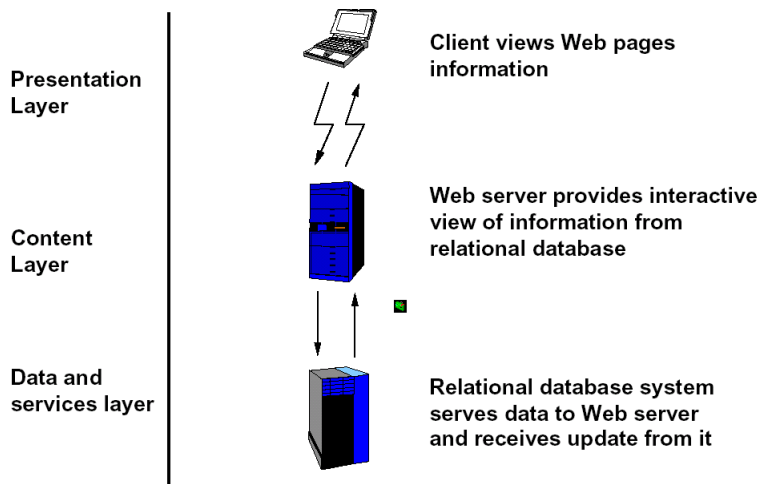 Client views Web pages
information
Presentation
Layer
Web server provides interactive
view of information from
relational database
Content
Layer
Data and
services layer
Relational database system
serves data to Web server
and receives update from it